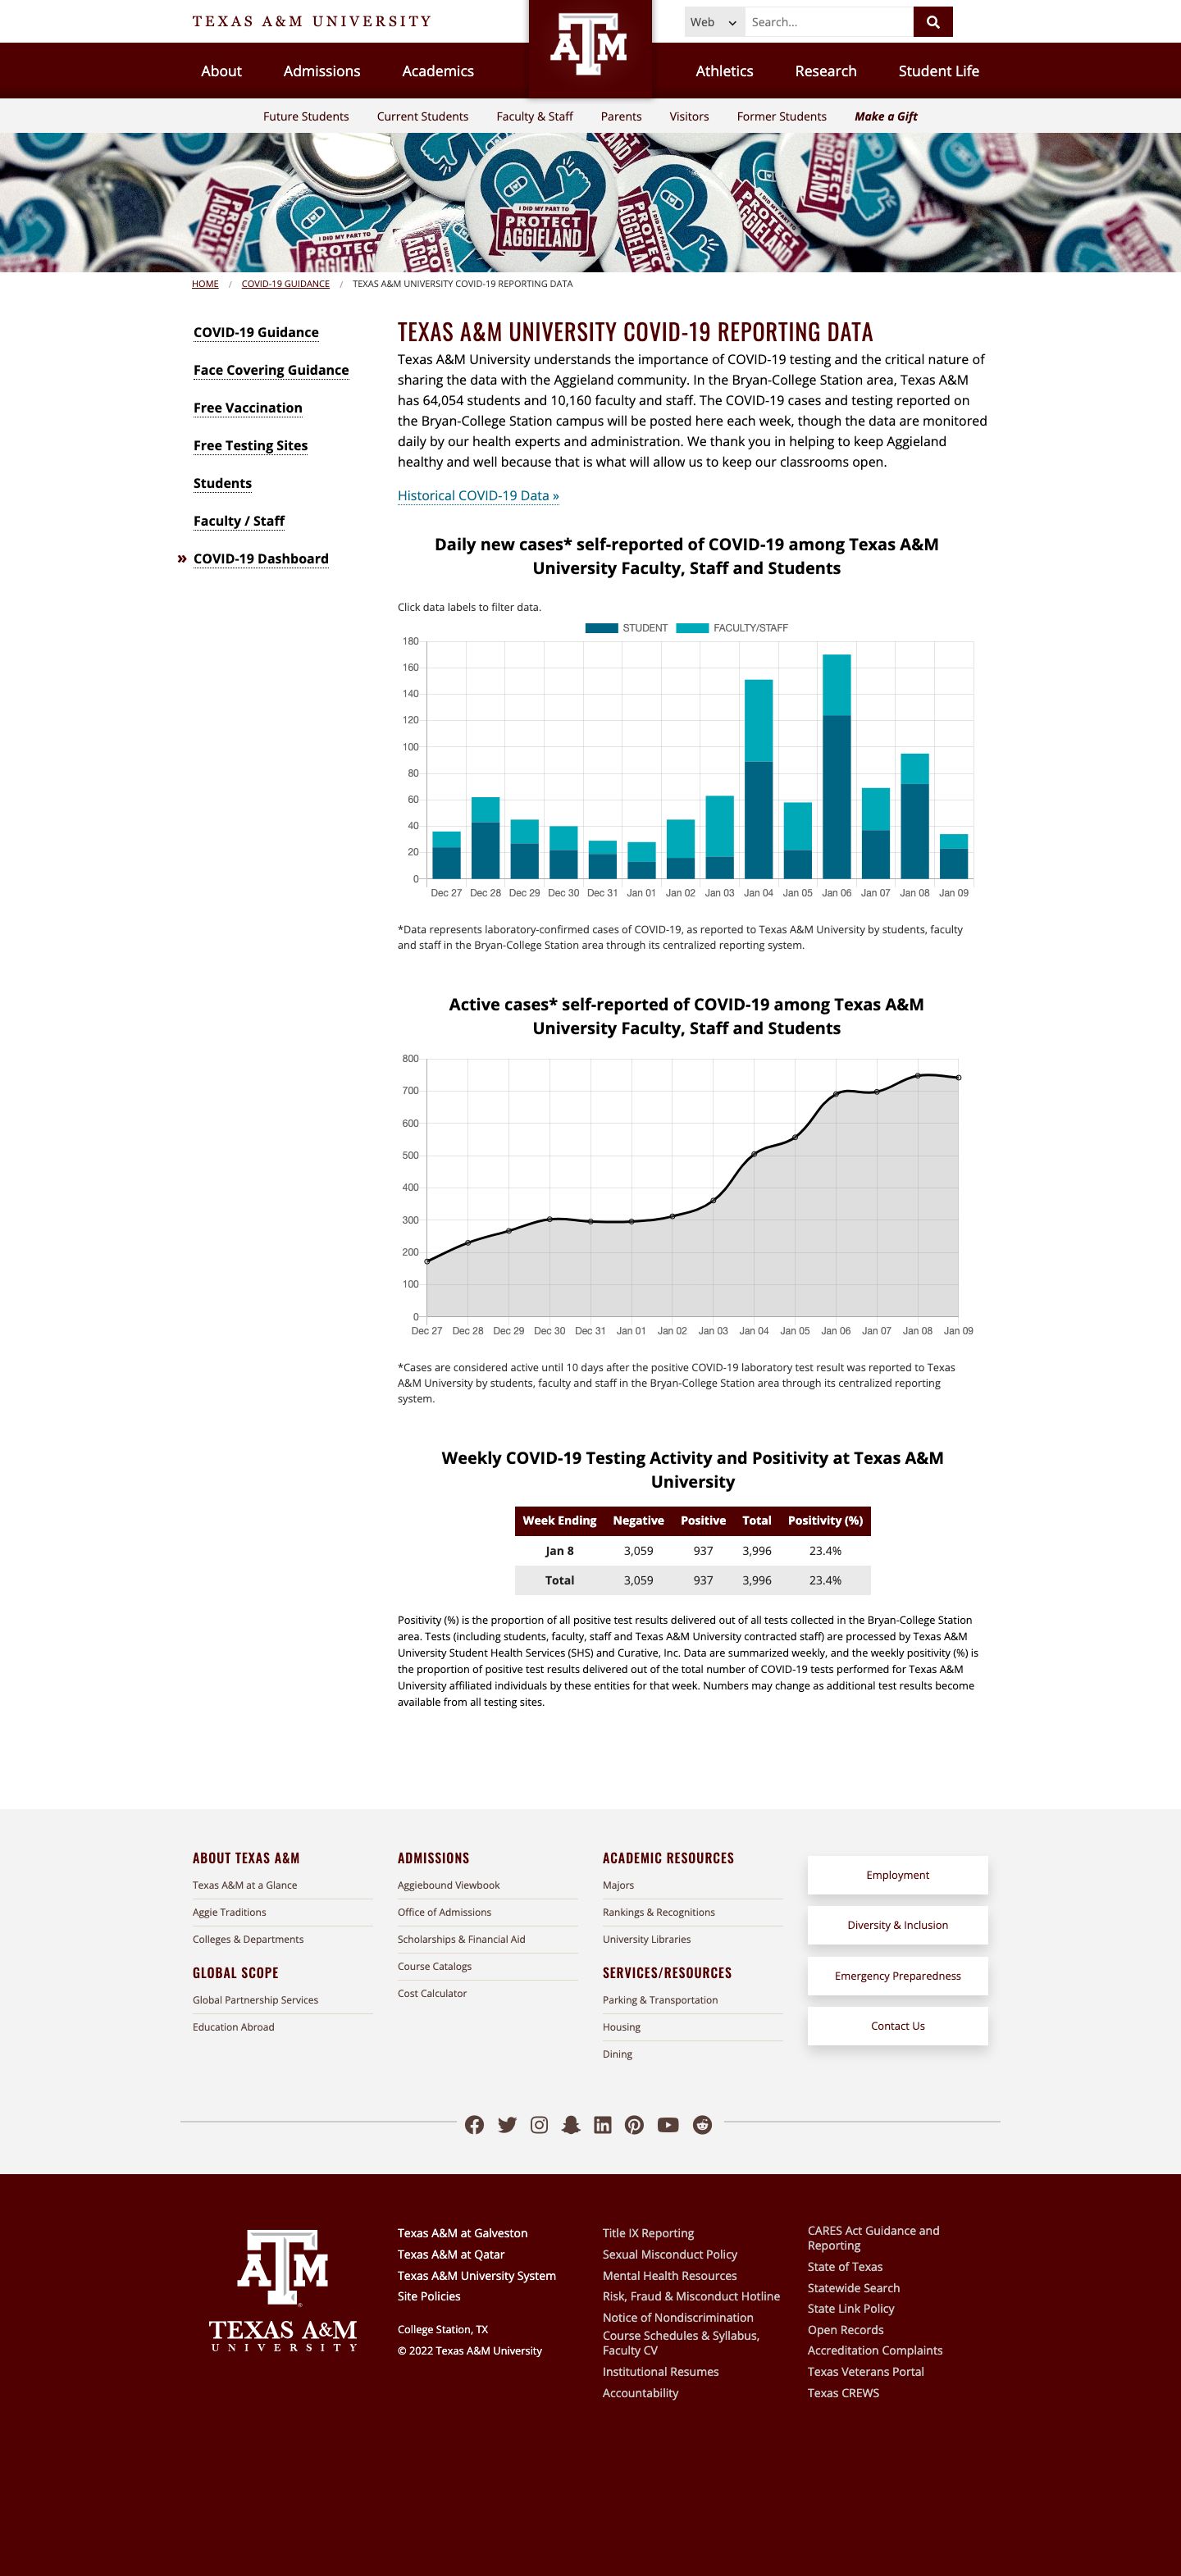 TEXAS A&M UNIVERSITY
Web
Search...
ATM
About
Admissions
Academics
Athletics
Research
Student Life
Future Students
Current Students
Faculty & Staff
Parents
Visitors
Former Students
Make a Gift
I DID MY PART TO
PROTECT
AGGIELAND
HOME / COVID-19 GUIDANCE / TEXAS A&M UNIVERSITY COVID-19 REPORTING DATA
COVID-19 Guidance
Face Covering Guidance
Free Vaccination
Free Testing Sites
Students
Faculty / Staff
» COVID-19 Dashboard
TEXAS A&M UNIVERSITY COVID-19 REPORTING DATA
Texas A&M University understands the importance of COVID-19 testing and the critical nature of
sharing the data with the Aggieland community. In the Bryan-College Station area, Texas A&M
has 64,054 students and 10,160 faculty and staff. The COVID-19 cases and testing reported on
the Bryan-College Station campus will be posted here each week, though the data are monitored
daily by our health experts and administration. We thank you in helping to keep Aggieland
healthy and well because that is what will allow us to keep our classrooms open.
Historical COVID-19 Data »
Daily new cases* self-reported of COVID-19 among Texas A&M
University Faculty, Staff and Students
Click data labels to filter data.
STUDENT FACULTY/STAFF
180
160
140
120
100
80
60
40
20
0
Dec 27 Dec 28 Dec 29 Dec 30 Dec 31 Jan 01 Jan 02 Jan 03 Jan 04 Jan 05 Jan 06 Jan 07 Jan 08 Jan 09
*Data represents laboratory-confirmed cases of COVID-19, as reported to Texas A&M University by students, faculty
and staff in the Bryan-College Station area through its centralized reporting system.
Active cases* self-reported of COVID-19 among Texas A&M
University Faculty, Staff and Students
800
700
600
500
400
300
200
100
0
Dec 27 Dec 28 Dec 29 Dec 30 Dec 31 Jan 01 Jan 02 Jan 03 Jan 04 Jan 05 Jan 06 Jan 07 Jan 08 Jan 09
*Cases are considered active until 10 days after the positive COVID-19 laboratory test result was reported to Texas
A&M University by students, faculty and staff in the Bryan-College Station area through its centralized reporting
system.
Weekly COVID-19 Testing Activity and Positivity at Texas A&M
University
Week Ending Negative Positive Total Positivity (%)
Jan 8 3,059 937 3,996 23.4%
Total 3,059 937 3,996 23.4%
Positivity (%) is the proportion of all positive test results delivered out of all tests collected in the Bryan-College Station
area. Tests (including students, faculty, staff and Texas A&M University contracted staff) are processed by Texas A&M
University Student Health Services (SHS) and Curative, Inc. Data are summarized weekly, and the weekly positivity (%) is
the proportion of positive test results delivered out of the total number of COVID-19 tests performed for Texas A&M
University affiliated individuals by these entities for that week. Numbers may change as additional test results become
available from all testing sites.
ABOUT TEXAS A&M
Texas A&M at a Glance
Aggie Traditions
Colleges & Departments
GLOBAL SCOPE
Global Partnership Services
Education Abroad
ADMISSIONS
Aggiebound Viewbook
Office of Admissions
Scholarships & Financial Aid
Course Catalogs
Cost Calculator
ACADEMIC RESOURCES
Majors
Rankings & Recognitions
University Libraries
SERVICES/RESOURCES
Parking & Transportation
Housing
Dining
Employment
Diversity & Inclusion
Emergency Preparedness
Contact Us
ATM
TEXAS A&M
UNIVERSITY
Texas A&M at Galveston
Texas A&M at Qatar
Texas A&M University System
Site Policies
College Station, TX
© 2022 Texas A&M University
Title IX Reporting
Sexual Misconduct Policy
Mental Health Resources
Risk, Fraud & Misconduct Hotline
Notice of Nondiscrimination
Course Schedules & Syllabus,
Faculty CV
Institutional Resumes
Accountability
CARES Act Guidance and
Reporting
State of Texas
Statewide Search
State Link Policy
Open Records
Accreditation Complaints
Texas Veterans Portal
Texas CREWS